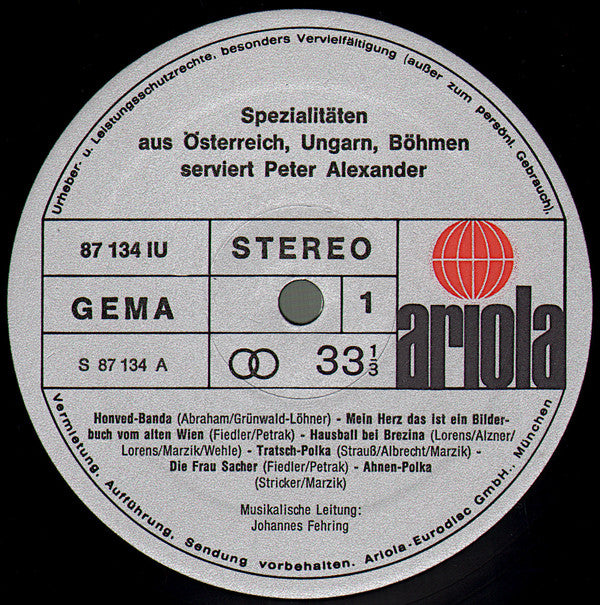 Urheber- u. Leistungsschutzrechte, besonders Vervielfältigung (außer zum persönl. Gebrauch),
Spezialitäten
aus Österreich, Ungarn, Böhmen
serviert Peter Alexander
87 134 IU
STEREO
GEMA
1
S 87 134 A
33 1/3
ariola
Honved-Banda (Abraham/Grünwald-Löhner) - Mein Herz das ist ein Bilder-
buch vom alten Wien (Fiedler/Petrak) - Hausball bei Brezina (Lorens/Alzner/
Lorens/Marzik/Wehle) - Tratsch-Polka (Strauß/Albrecht/Marzik) -
Die Frau Sacher (Fiedler/Petrak) - Ahnen-Polka
(Stricker/Marzik)
Musikalische Leitung:
Johannes Fehring
Vermietung, Aufführung, Sendung vorbehalten. Ariola-Eurodisc GmbH., München